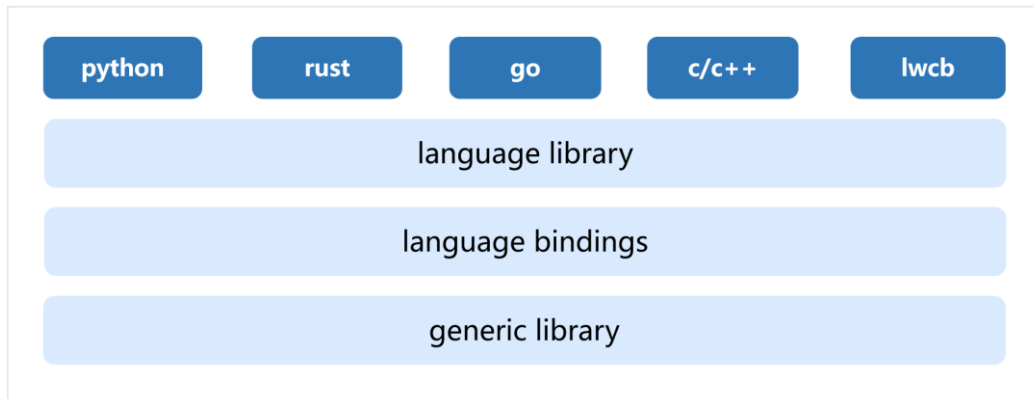 python
rust
go
c/c++
lwcb
language library
language bindings
generic library